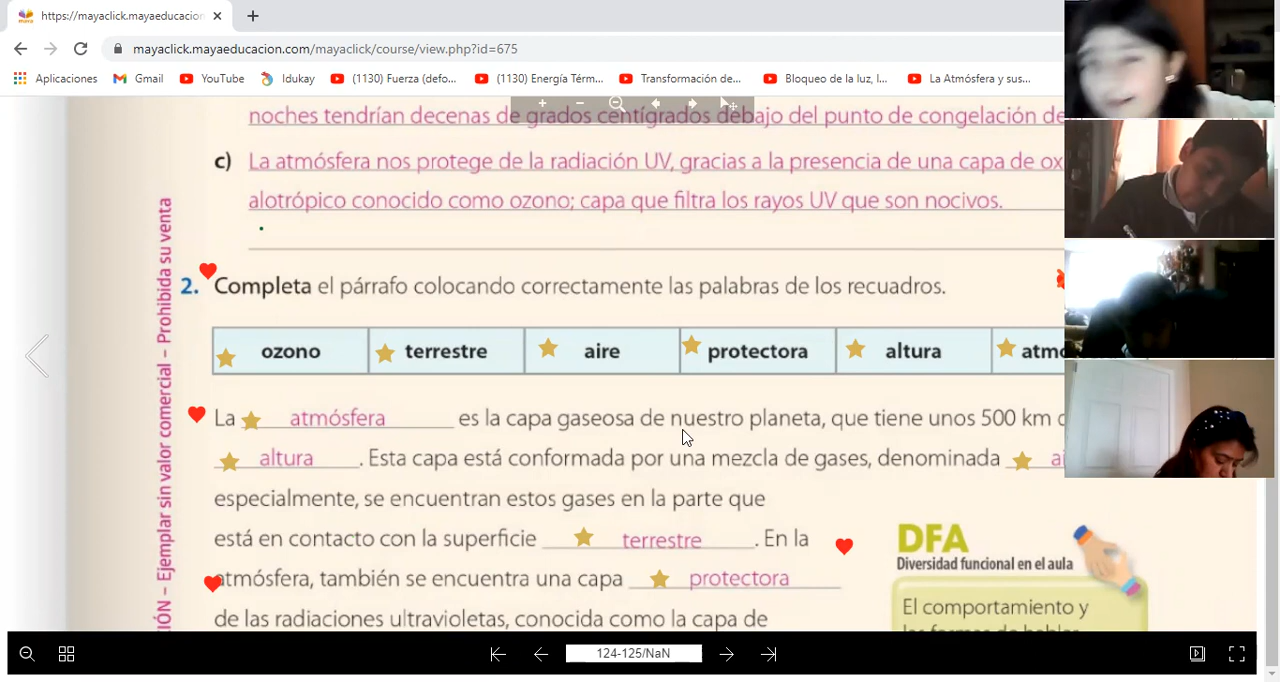 https://mayaclick.mayaeducacion
mayaclick.mayaeducacion.com/mayaclick/course/view.php?id=675
Aplicaciones Gmail YouTube Idukay (1130) Fuerza (defo... (1130) Energía Térm... Transformación de... Bloqueo de la luz, l... La Atmósfera y sus...
noches tendrían decenas de grados centígrados debajo del punto de congelación de
c) La atmósfera nos protege de la radiación UV, gracias a la presencia de una capa de ox
alotrópico conocido como ozono; capa que filtra los rayos UV que son nocivos.
2. Completa el párrafo colocando correctamente las palabras de los recuadros.
ozono terrestre aire protectora altura atmó
La atmósfera es la capa gaseosa de nuestro planeta, que tiene unos 500 km
altura. Esta capa está conformada por una mezcla de gases, denominada ai
especialmente, se encuentran estos gases en la parte que
está en contacto con la superficie terrestre. En la
atmósfera, también se encuentra una capa protectora
de las radiaciones ultravioletas, conocida como la capa de
DFA
Diversidad funcional en el aula
El comportamiento y
las formas de hablar
CIÓN – Ejemplar sin valor comercial – Prohibida su venta
124-125/NaN